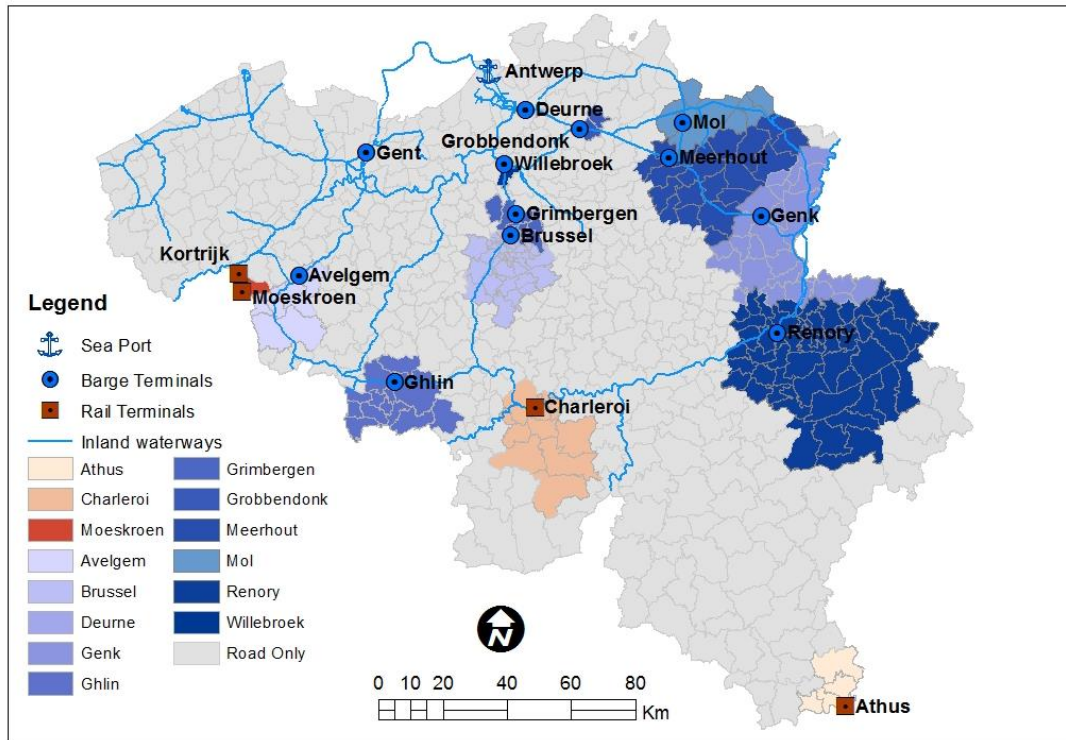 Antwerp
Deurne
Mol
Grobbendonk
Gent
Meerhout
Willebroek
Grimbergen
Genk
Brussel
Kortrijk
Avelgem
Moeskroen
Renory
Ghlin
Charleroi
Athus
Legend
Sea Port
Barge Terminals
Rail Terminals
Inland waterways
Athus
Charleroi
Moeskroen
Avelgem
Brussel
Deurne
Genk
Ghlin
Grimbergen
Grobbendonk
Meerhout
Mol
Renory
Willebroek
Road Only
N
0 10 20 40 60 80
Km